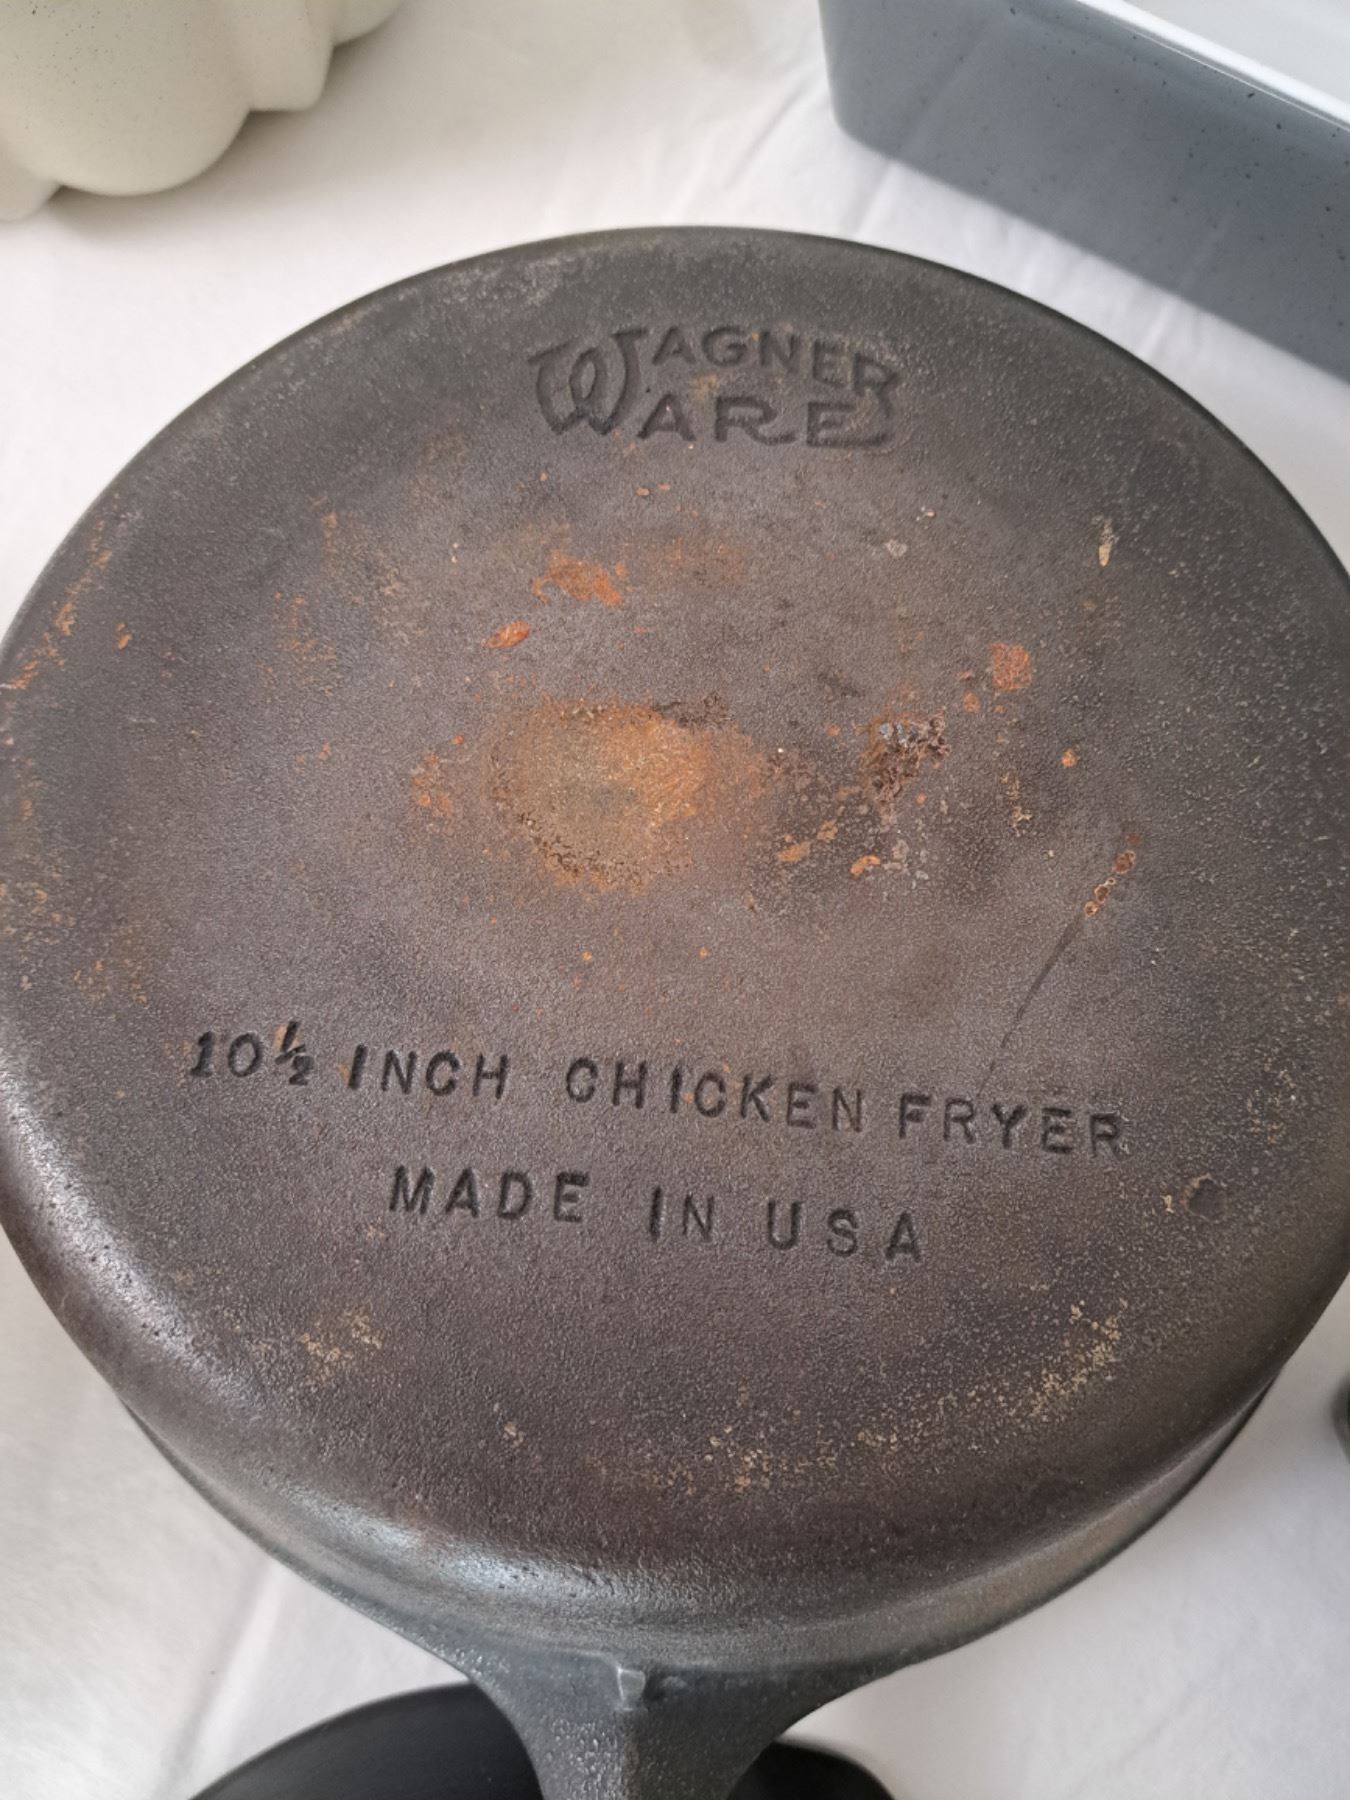 WAGNER
WARE
10½ INCH CHICKEN FRYER
MADE IN USA